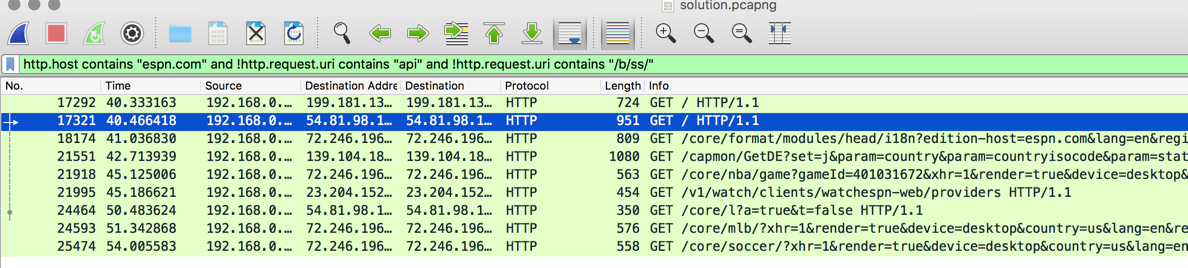 solution.pcapng
http.host contains "espn.com" and !http.request.uri contains "api" and !http.request.uri contains "/b/ss/"
No. Time Source Destination Addre Destination Protocol Length Info
17292 40.333163 192.168.0.… 199.181.13… 199.181.13… HTTP 724 GET / HTTP/1.1
17321 40.466418 192.168.0.… 54.81.98.1… 54.81.98.1… HTTP 951 GET / HTTP/1.1
18174 41.036830 192.168.0.… 72.246.196… 72.246.196… HTTP 809 GET /core/format/modules/head/i18n?edition-host=espn.com&lang=en&regi
21551 42.713939 192.168.0.… 139.104.18… 139.104.18… HTTP 1080 GET /capmon/GetDE?set=j&param=country&param=countryisocode&param=stat
21918 45.125006 192.168.0.… 72.246.196… 72.246.196… HTTP 563 GET /core/nba/game?gameId=401031672&xhr=1&render=true&device=desktop&
21995 45.186621 192.168.0.… 23.204.152… 23.204.152… HTTP 454 GET /v1/watch/clients/watchespn-web/providers HTTP/1.1
24464 50.483624 192.168.0.… 54.81.98.1… 54.81.98.1… HTTP 350 GET /core/l?a=true&t=false HTTP/1.1
24593 51.342868 192.168.0.… 72.246.196… 72.246.196… HTTP 576 GET /core/mlb/?xhr=1&render=true&device=desktop&country=us&lang=en&re
25474 54.005583 192.168.0.… 72.246.196… 72.246.196… HTTP 558 GET /core/soccer/?xhr=1&render=true&device=desktop&country=us&lang=en